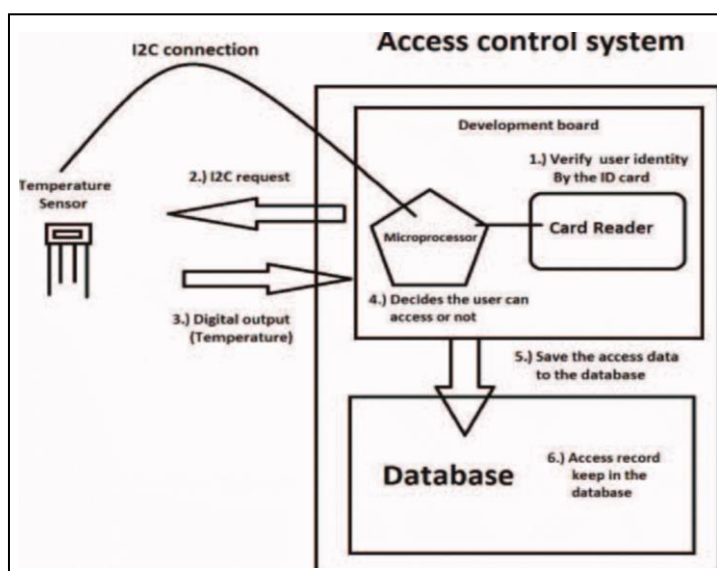 Access control system
I2C connection
Development board
1.) Verify user identity
By the ID card
2.) I2C request
Temperature
Sensor
Microprocessor
Card Reader
3.) Digital output
(Temperature)
4.) Decides the user can
access or not
5.) Save the access data
to the database
Database
6.) Access record
keep in the
database